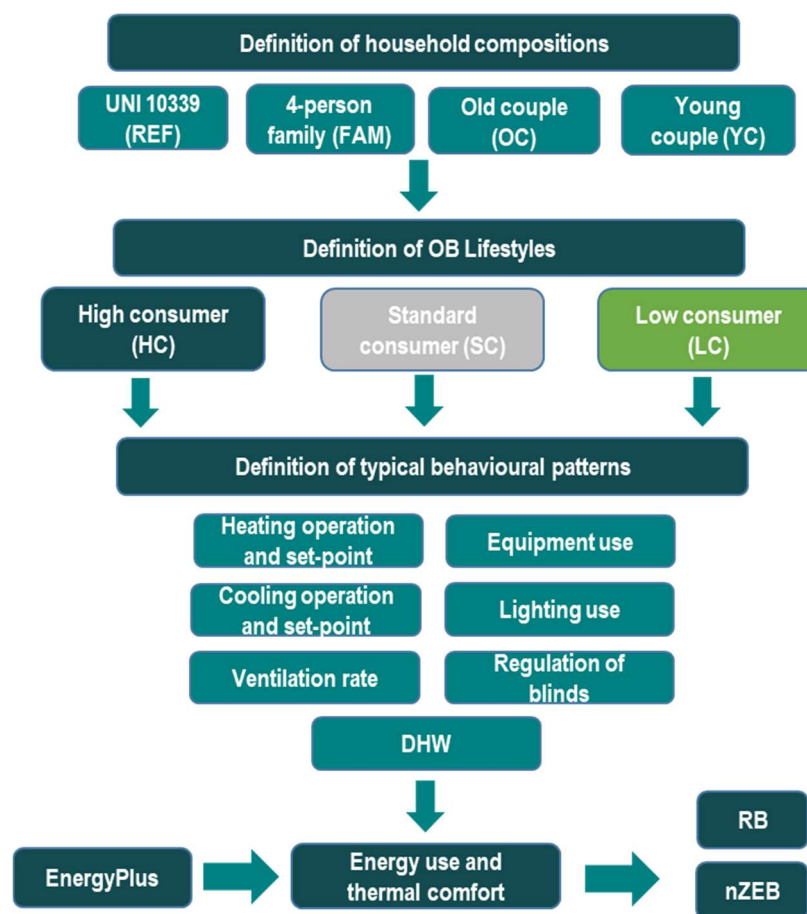 Definition of household compositions
UNI 10339
(REF)
4-person
family (FAM)
Old couple
(OC)
Young
couple (YC)
Definition of OB Lifestyles
High consumer
(HC)
Standard
consumer (SC)
Low consumer
(LC)
Definition of typical behavioural patterns
Heating operation
and set-point
Equipment use
Cooling operation
and set-point
Lighting use
Ventilation rate
Regulation of
blinds
DHW
EnergyPlus
Energy use and
thermal comfort
RB
nZEB